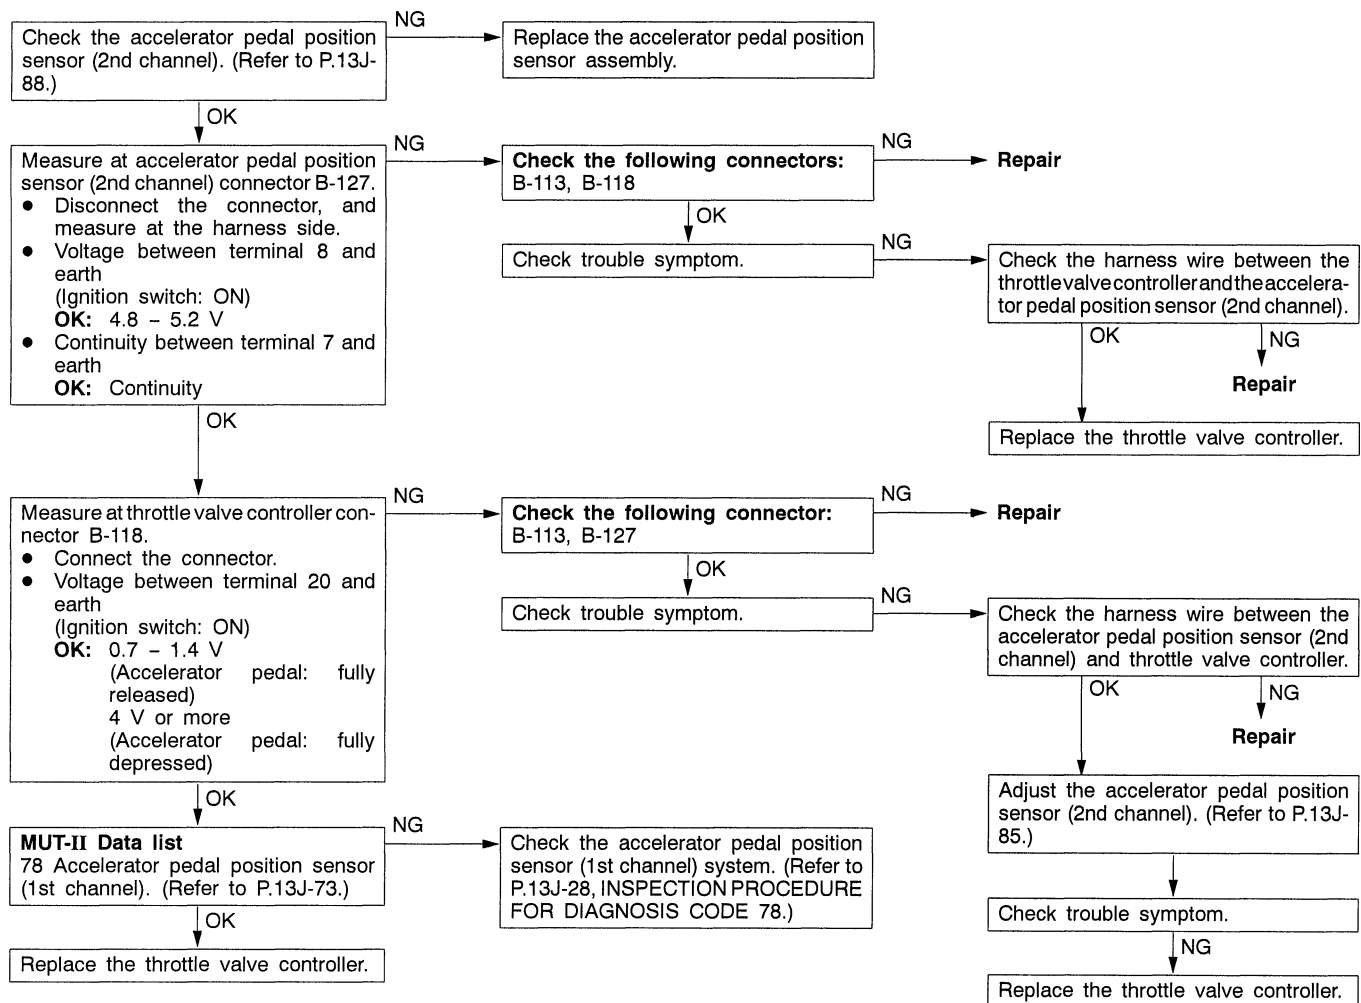 Check the accelerator pedal position
sensor (2nd channel). (Refer to P.13J-
88.)
NG
Replace the accelerator pedal position
sensor assembly.
OK
Measure at accelerator pedal position
sensor (2nd channel) connector B-127.
● Disconnect the connector, and
measure at the harness side.
● Voltage between terminal 8 and
earth
(Ignition switch: ON)
OK: 4.8 – 5.2 V
● Continuity between terminal 7 and
earth
OK: Continuity
NG
Check the following connectors:
B-113, B-118
NG
Repair
OK
Check trouble symptom.
NG
Check the harness wire between the
throttle valve controller and the accelera-
tor pedal position sensor (2nd channel).
OK
NG
Repair
Replace the throttle valve controller.
OK
Measure at throttle valve controller con-
nector B-118.
● Connect the connector.
● Voltage between terminal 20 and
earth
(Ignition switch: ON)
OK: 0.7 – 1.4 V
(Accelerator pedal: fully
released)
4 V or more
(Accelerator pedal: fully
depressed)
NG
Check the following connector:
B-113, B-127
NG
Repair
OK
Check trouble symptom.
NG
Check the harness wire between the
accelerator pedal position sensor (2nd
channel) and throttle valve controller.
OK
NG
Repair
Adjust the accelerator pedal position
sensor (2nd channel). (Refer to P.13J-
85.)
Check trouble symptom.
NG
Replace the throttle valve controller.
OK
MUT-II Data list
78 Accelerator pedal position sensor
(1st channel). (Refer to P.13J-73.)
NG
Check the accelerator pedal position
sensor (1st channel) system. (Refer to
P.13J-28, INSPECTION PROCEDURE
FOR DIAGNOSIS CODE 78.)
OK
Replace the throttle valve controller.